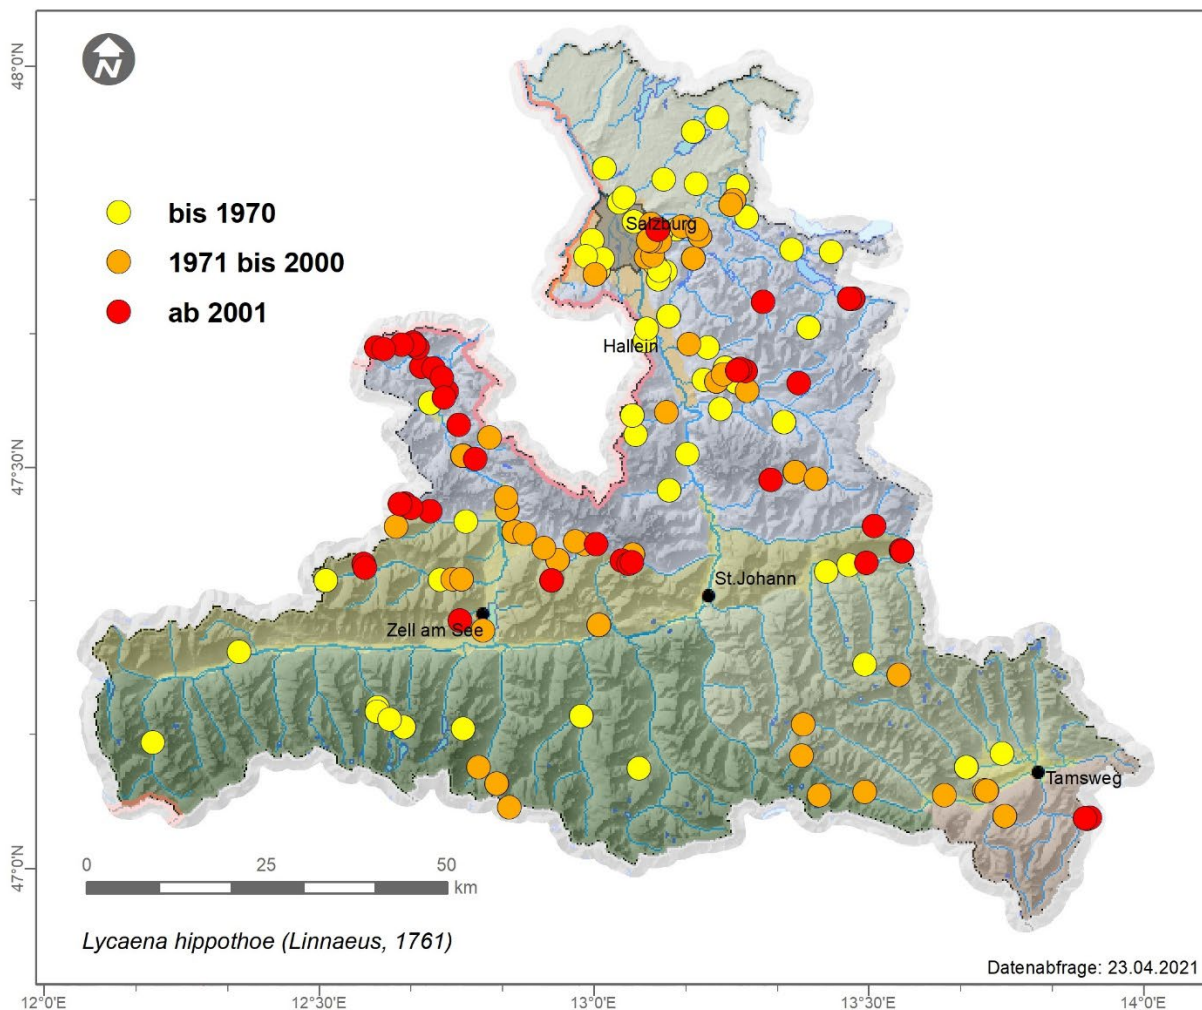 N
48°0'N
bis 1970
1971 bis 2000
ab 2001
Salzburg
Hallein
47°30'N
St.Johann
Zell am See
Tamsweg
47°0'N
0 25 50
km
Lycaena hippothoe (Linnaeus, 1761)
Datenabfrage: 23.04.2021
12°0'E 12°30'E 13°0'E 13°30'E 14°0'E